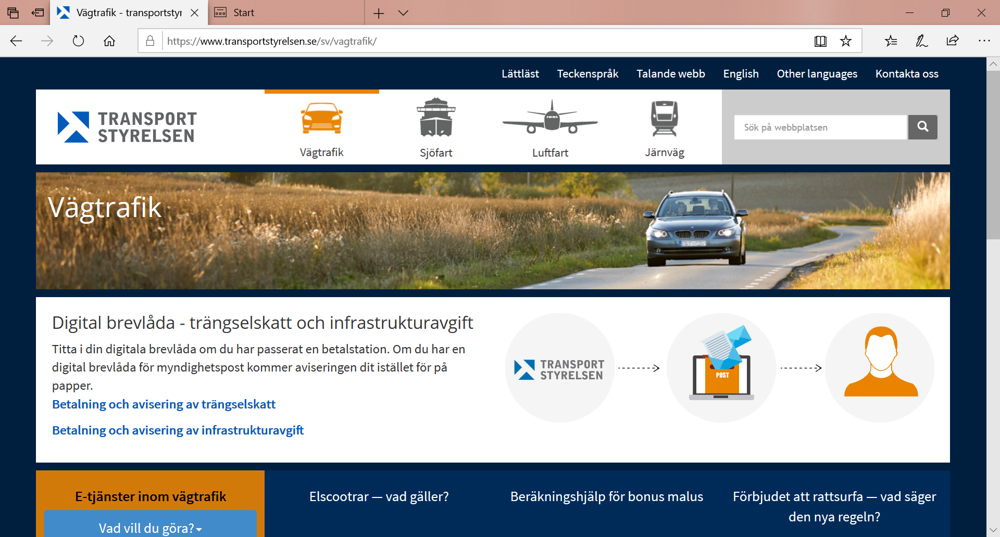 Vägtrafik - transportstyr
Start
https://www.transportstyrelsen.se/sv/vagtrafik/
Lättläst Teckenspråk Talande webb English Other languages Kontakta oss
TRANSPORT
STYRELSEN
Vägtrafik Sjöfart Luftfart Järnväg
Sök på webbplatsen
Vägtrafik
Digital brevlåda - trängselskatt och infrastrukturavgift
Titta i din digitala brevlåda om du har passerat en betalstation. Om du har en
digital brevlåda för myndighetspost kommer aviseringen dit istället för på
papper.
Betalning och avisering av trängselskatt
Betalning och avisering av infrastrukturavgift
TRANSPORT
STYRELSEN
POST
E-tjänster inom vägtrafik
Vad vill du göra?
Elscootrar — vad gäller?
Beräkningshjälp för bonus malus
Förbjudet att rattsurfa — vad säger
den nya regeln?